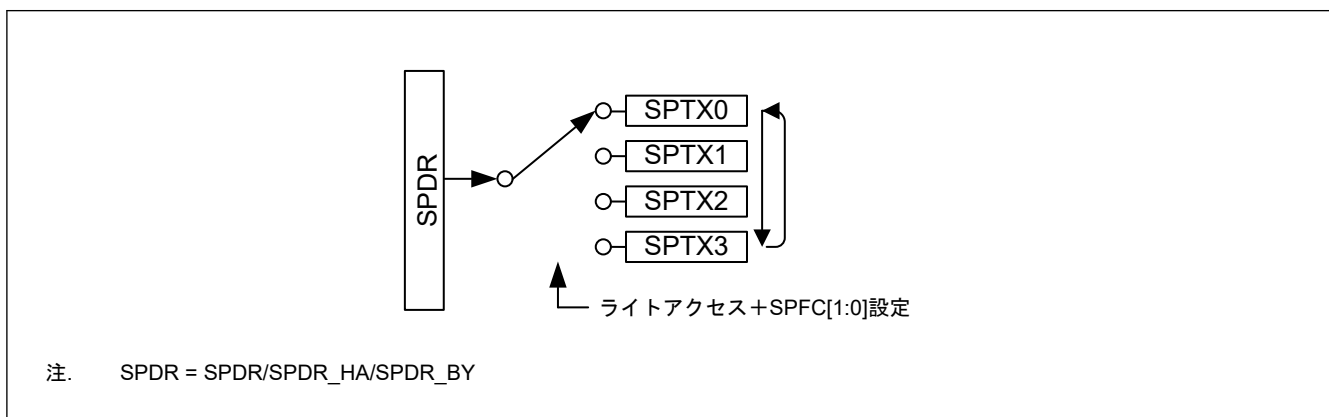 SPDR
SPTX0
SPTX1
SPTX2
SPTX3
ライトアクセス+SPFC[1:0]設定
注. SPDR = SPDR/SPDR_HA/SPDR_BY